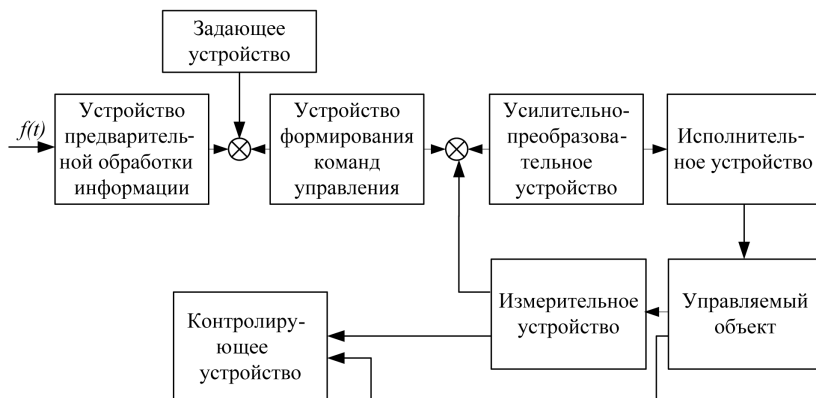 Задающее
устройство
f(t)
Устройство
предваритель-
ной обработки
информации
Устройство
формирования
команд
управления
Усилительно-
преобразова-
тельное
устройство
Исполнитель-
ное устройство
Контролиру-
ющее
устройство
Измерительное
устройство
Управляемый
объект